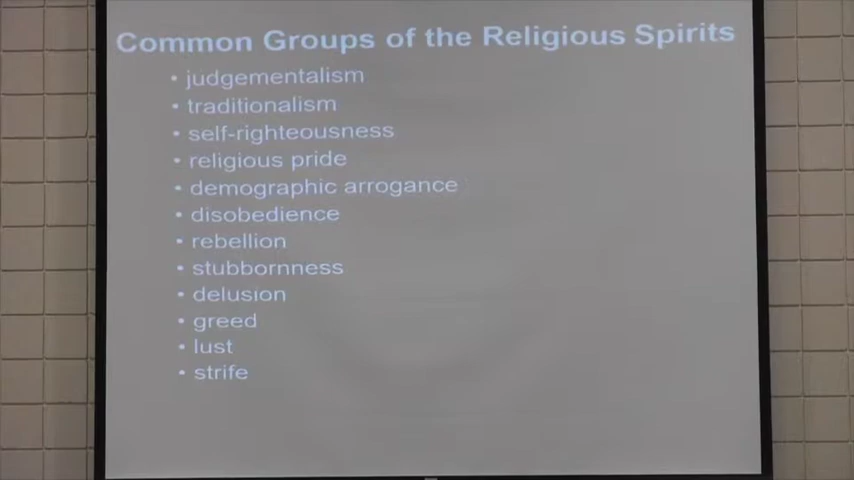 Common Groups of the Religious Spirits
• judgementalism
• traditionalism
• self-righteousness
• religious pride
• demographic arrogance
• disobedience
• rebellion
• stubbornness
• delusion
• greed
• lust
• strife